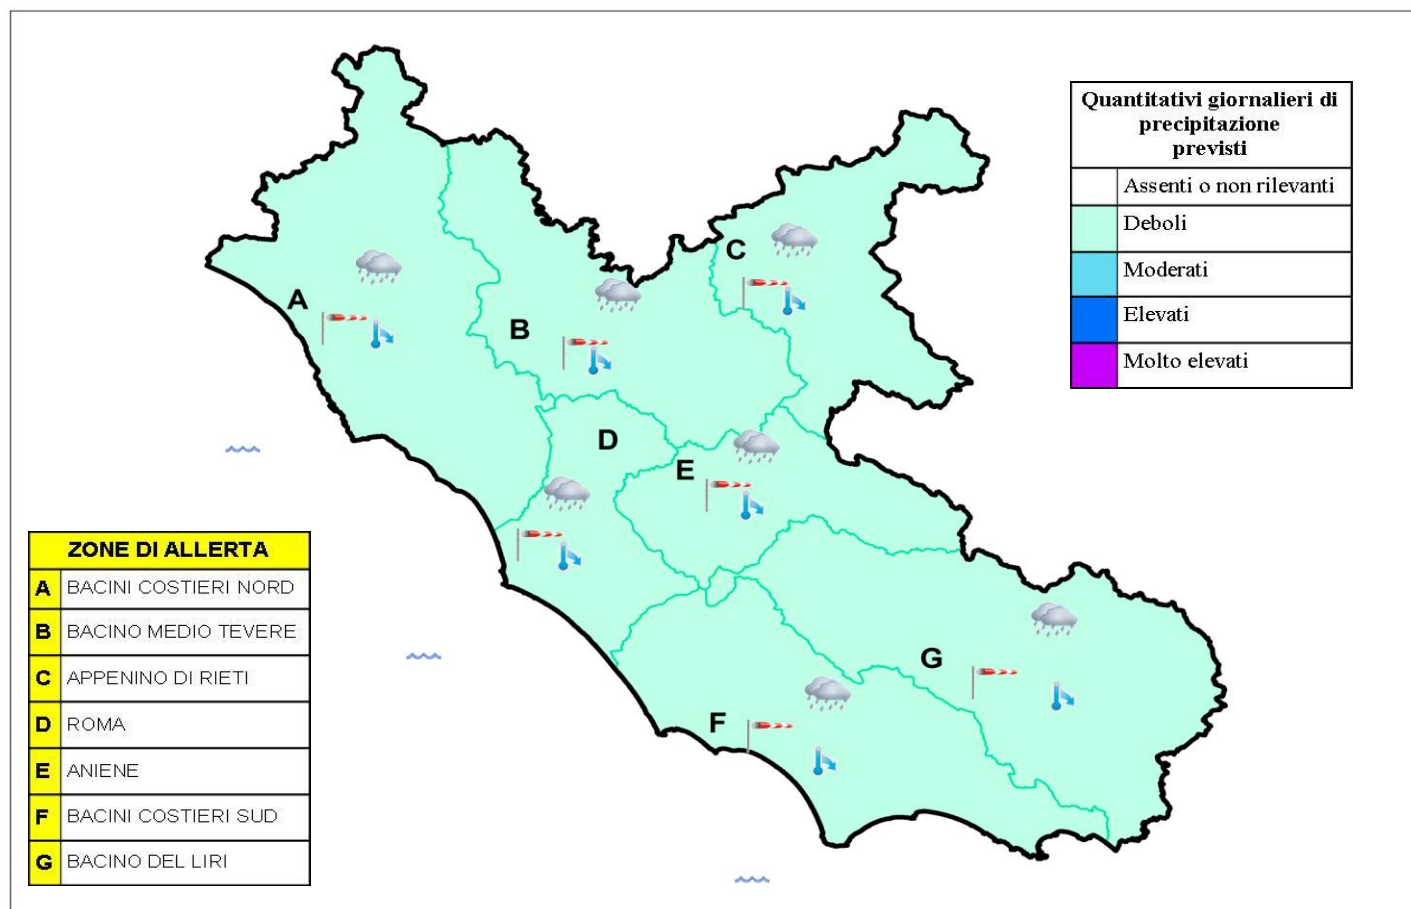 Quantitativi giornalieri di
precipitazione
previsti
Assenti o non rilevanti
Deboli
Moderati
Elevati
Molto elevati
C
A
B
D
E
G
F
ZONE DI ALLERTA
A BACINI COSTIERI NORD
B BACINO MEDIO TEVERE
C APPENINO DI RIETI
D ROMA
E ANIENE
F BACINI COSTIERI SUD
G BACINO DEL LIRI